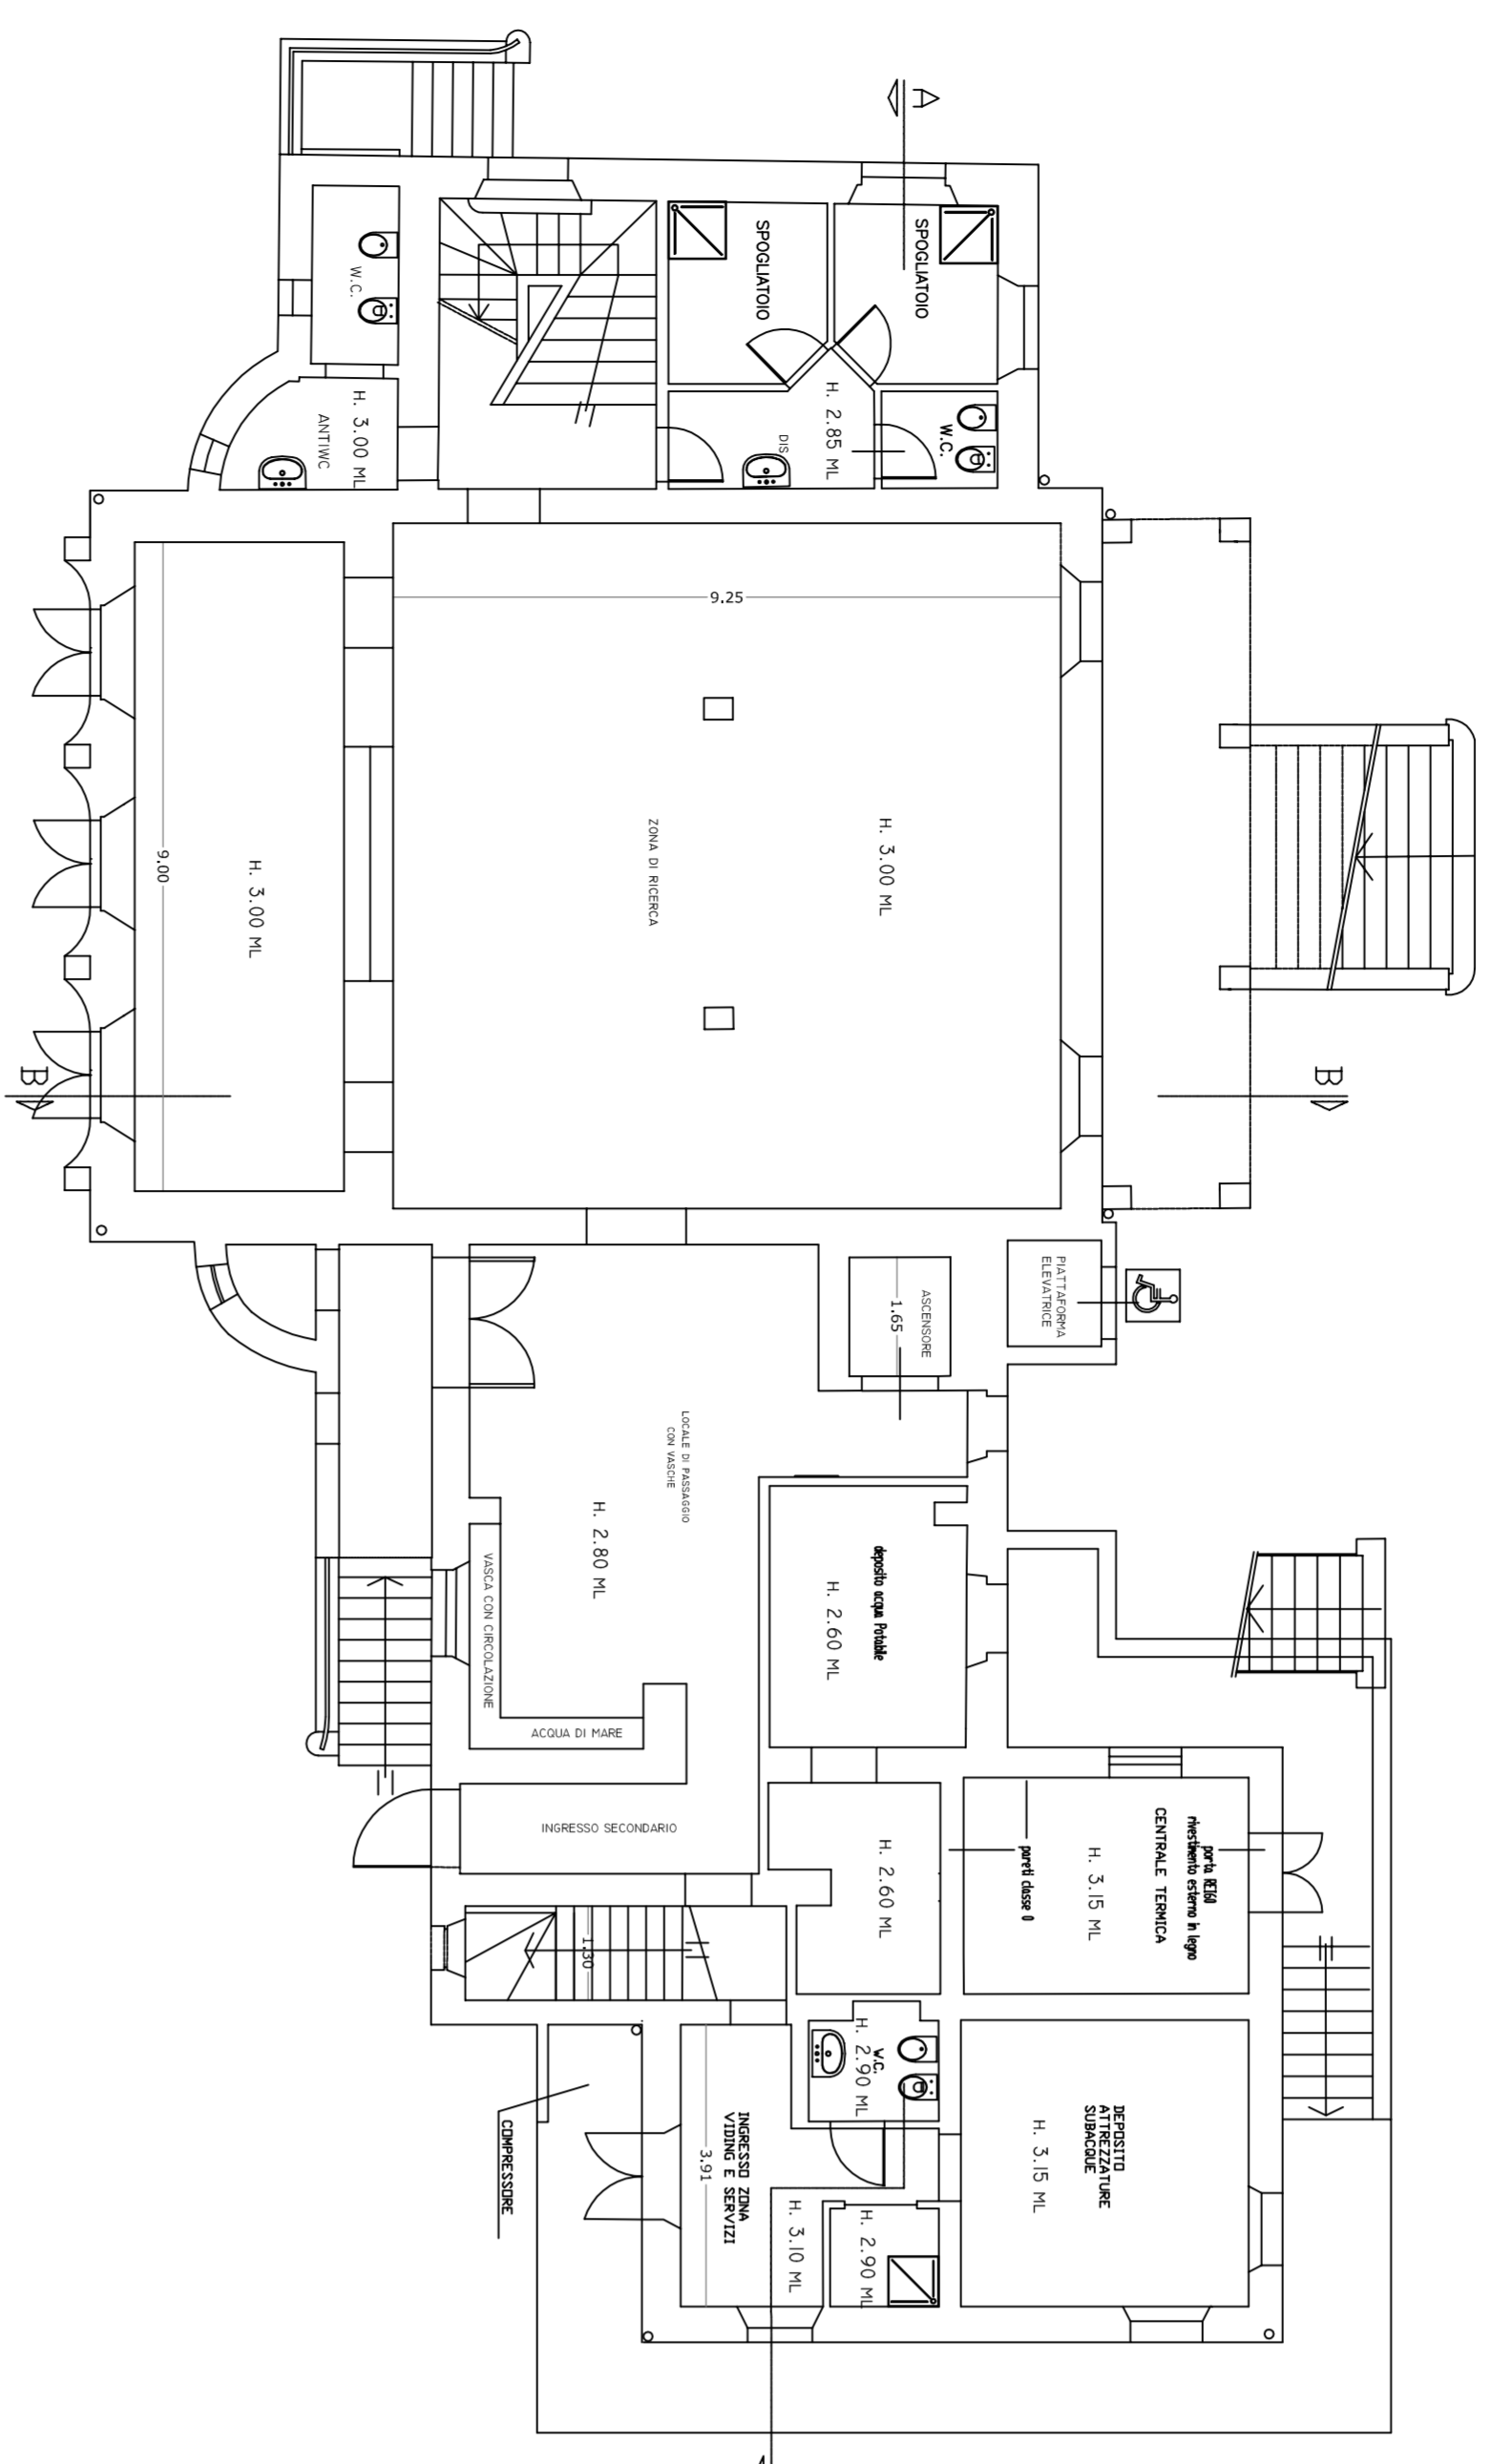 A
SPOGLIATOIO
SPOGLIATOIO
W.C.
H. 2.85 ML
W.C.
DIS
H. 3.00 ML
ANTIWC
9.25
H. 3.00 ML
ZONA DI RICERCA
9.00
H. 3.00 ML
B
B
PIATTAFORMA
ELEVATRICE
ASCENSORE
1.65
LOCALE DI PASSAGGIO
CON VASCHE
H. 2.80 ML
VASCA CON CIRCOLAZIONE
ACQUA DI MARE
deposito acqua Potabile
H. 2.60 ML
INGRESSO SECONDARIO
porta REI60
rivestimento esterno in legno
CENTRALE TERMICA
H. 3.15 ML
pareti classe 0
H. 2.60 ML
1.30
W.C.
H. 2.90 ML
DEPOSITO
ATTREZZATURE
SUBACQUE
H. 3.15 ML
INGRESSO ZONA
VIDING E SERVIZI
3.91
H. 3.10 ML
H. 2.90 ML
COMPRESSORE